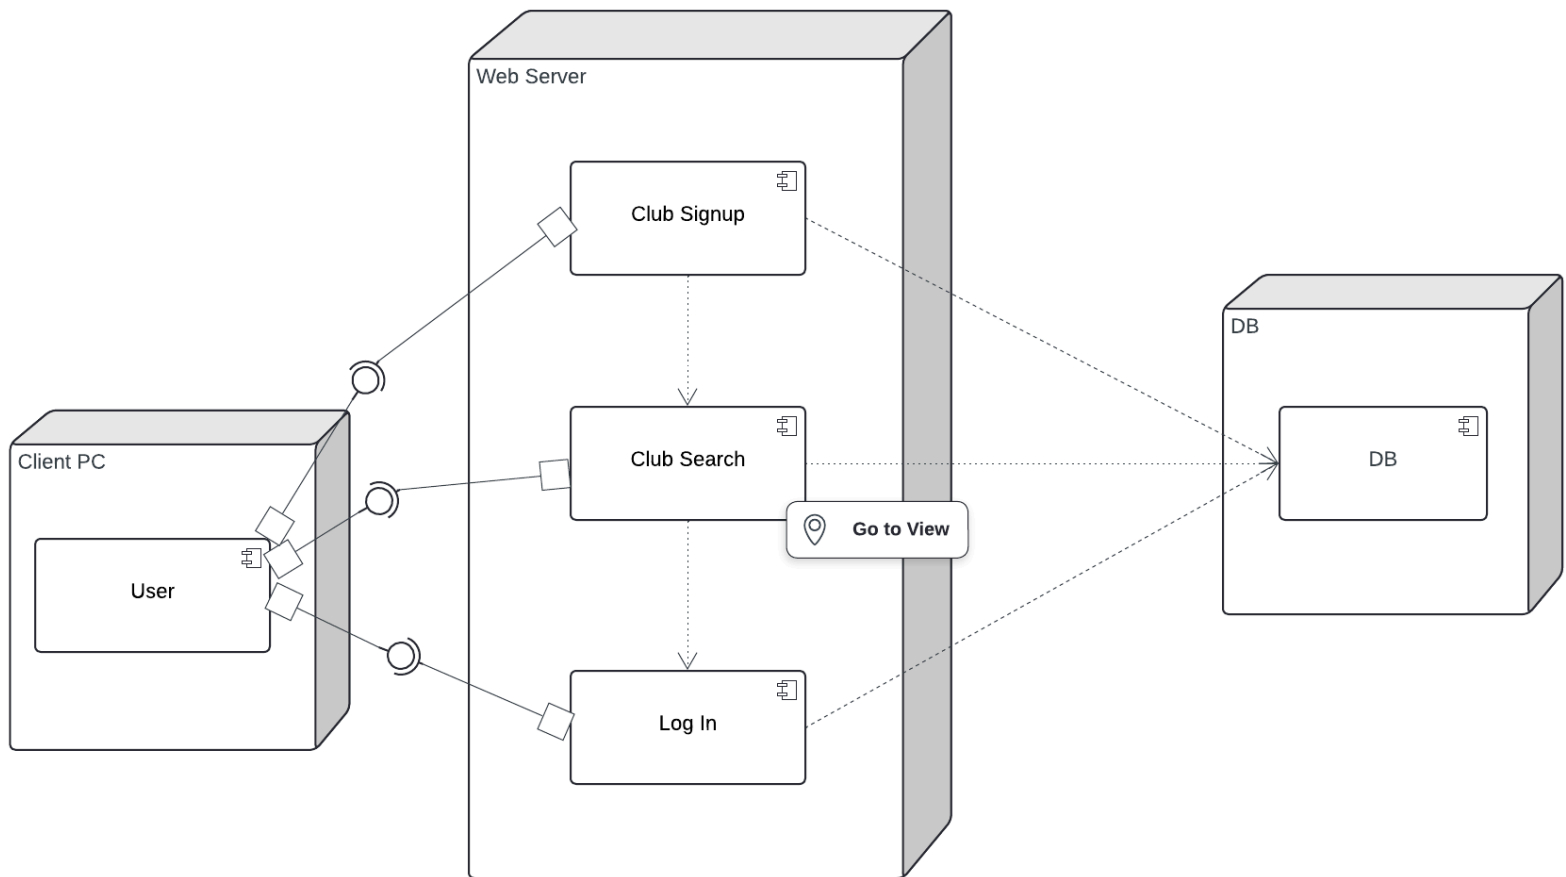 Web Server
Club Signup
DB
Client PC
Club Search
DB
Go to View
User
Log In